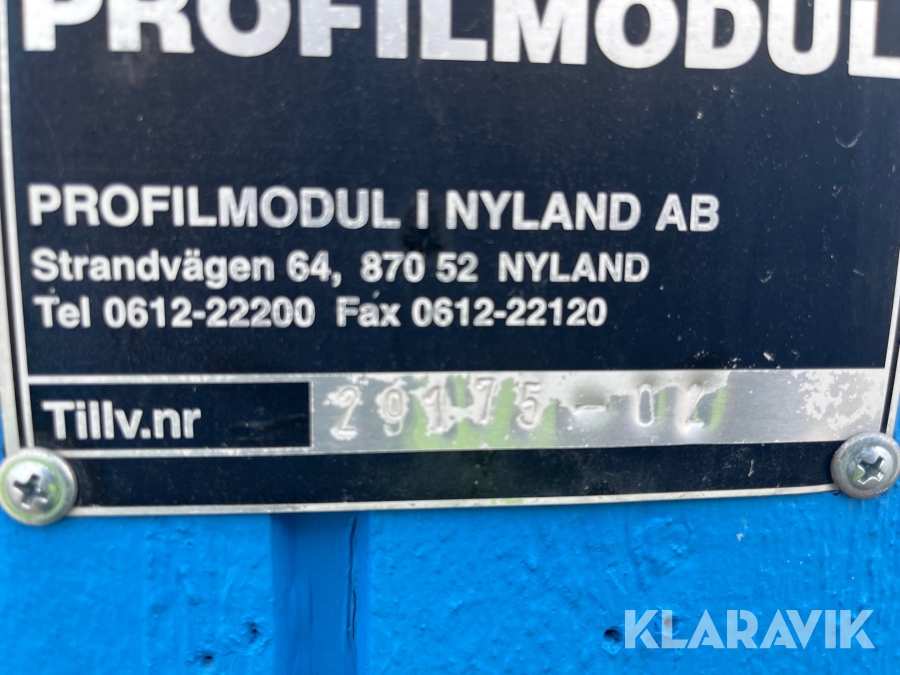 PROFILMODUL
PROFILMODUL I NYLAND AB
Strandvägen 64, 870 52 NYLAND
Tel 0612-22200 Fax 0612-22120
Tillv.nr
KLARAVIK